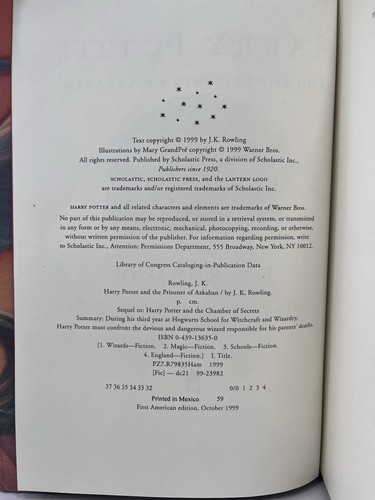 Text copyright © 1999 by J.K. Rowling
Illustrations by Mary GrandPré copyright © 1999 Warner Bros.
All rights reserved. Published by Scholastic Press, a division of Scholastic Inc.,
Publishers since 1920.
SCHOLASTIC, SCHOLASTIC PRESS, and the LANTERN LOGO
are trademarks and/or registered trademarks of Scholastic Inc.
HARRY POTTER and all related characters and elements are trademarks of Warner Bros.
No part of this publication may be reproduced, or stored in a retrieval system, or transmitted
in any form or by any means, electronic, mechanical, photocopying, recording, or otherwise,
without written permission of the publisher. For information regarding permission, write
to Scholastic Inc., Attention: Permissions Department, 555 Broadway, New York, NY 10012.
Library of Congress Cataloging-in-Publication Data
Rowling, J. K.
Harry Potter and the Prisoner of Azkaban / by J. K. Rowling.
p. cm.
Sequel to: Harry Potter and the Chamber of Secrets
Summary: During his third year at Hogwarts School for Witchcraft and Wizardry,
Harry Potter must confront the devious and dangerous wizard responsible for his parents' deaths.
ISBN 0-439-13635-0
[1. Wizards—Fiction. 2. Magic—Fiction. 3. Schools—Fiction.
4. England—Fiction.] 1. Title.
PZ7.R79835Ham 1999
[Fic] — dc21 99-23982
37 36 35 34 33 32 0/0 1 2 3 4
Printed in Mexico 59
First American edition, October 1999